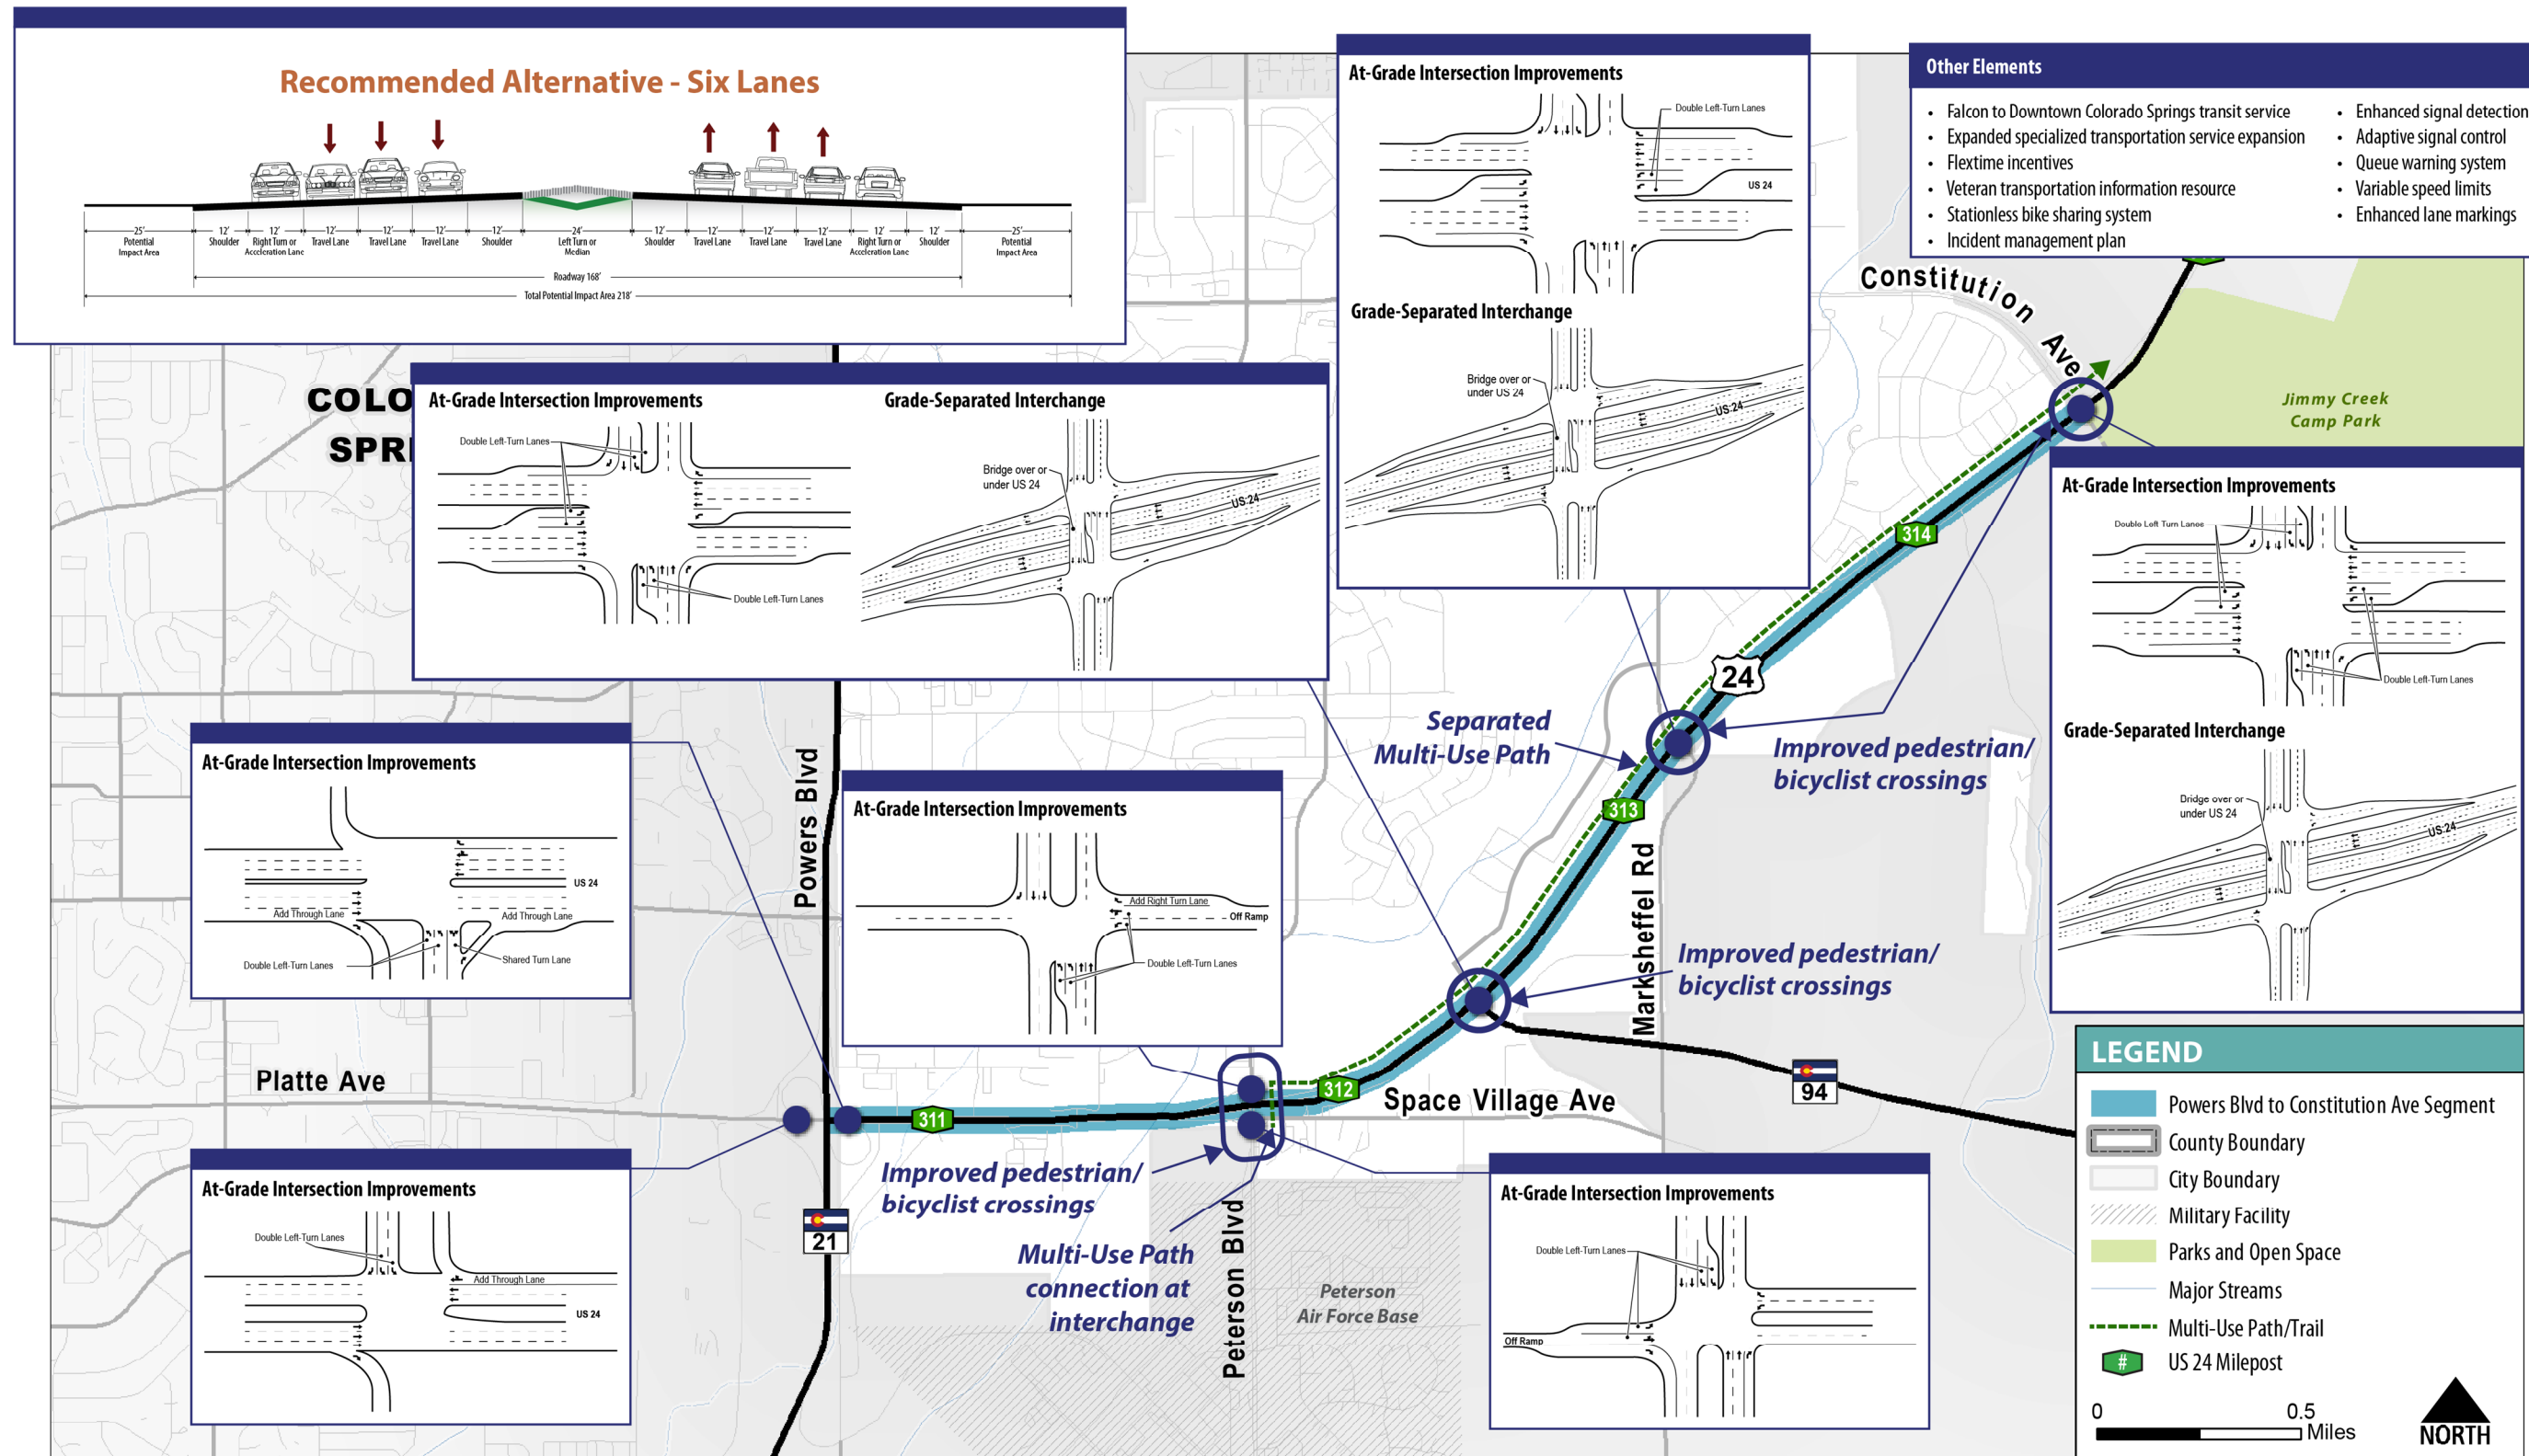 Recommended Alternative - Six Lanes
25'
Potential
Impact Area
12'
Shoulder
12'
Right Turn or
Acceleration Lane
12'
Travel Lane
12'
Travel Lane
12'
Travel Lane
12'
Shoulder
24'
Left Turn or
Median
12'
Shoulder
12'
Travel Lane
12'
Travel Lane
12'
Travel Lane
12'
Right Turn or
Acceleration Lane
12'
Shoulder
25'
Potential
Impact Area
Roadway 168'
Total Potential Impact Area 218'
At-Grade Intersection Improvements
Double Left-Turn Lanes
US 24
Grade-Separated Interchange
Bridge over or
under US 24
US 24
Other Elements
• Falcon to Downtown Colorado Springs transit service
• Expanded specialized transportation service expansion
• Flextime incentives
• Veteran transportation information resource
• Stationless bike sharing system
• Incident management plan
• Enhanced signal detection
• Adaptive signal control
• Queue warning system
• Variable speed limits
• Enhanced lane markings
Constitution Ave
Jimmy Creek
Camp Park
COLO
SPRI
At-Grade Intersection Improvements
Double Left-Turn Lanes
Double Left-Turn Lanes
Grade-Separated Interchange
Bridge over or
under US 24
US 24
At-Grade Intersection Improvements
Double Left Turn Lanes
Double Left-Turn Lanes
Grade-Separated Interchange
Bridge over or
under US 24
US 24
314
24
Separated
Multi-Use Path
Improved pedestrian/
bicyclist crossings
313
At-Grade Intersection Improvements
US 24
Add Through Lane
Add Through Lane
Double Left-Turn Lanes
Shared Turn Lane
Powers Blvd
At-Grade Intersection Improvements
Add Right Turn Lane
Off Ramp
Double Left-Turn Lanes
Marksheffel Rd
Improved pedestrian/
bicyclist crossings
Platte Ave
311
312
Space Village Ave
94
At-Grade Intersection Improvements
Double Left-Turn Lanes
Add Through Lane
US 24
21
Improved pedestrian/
bicyclist crossings
Multi-Use Path
connection at
interchange
Peterson Blvd
Peterson
Air Force Base
At-Grade Intersection Improvements
Double Left-Turn Lanes
Off Ramp
LEGEND
Powers Blvd to Constitution Ave Segment
County Boundary
City Boundary
Military Facility
Parks and Open Space
Major Streams
Multi-Use Path/Trail
# US 24 Milepost
0 0.5
Miles
NORTH